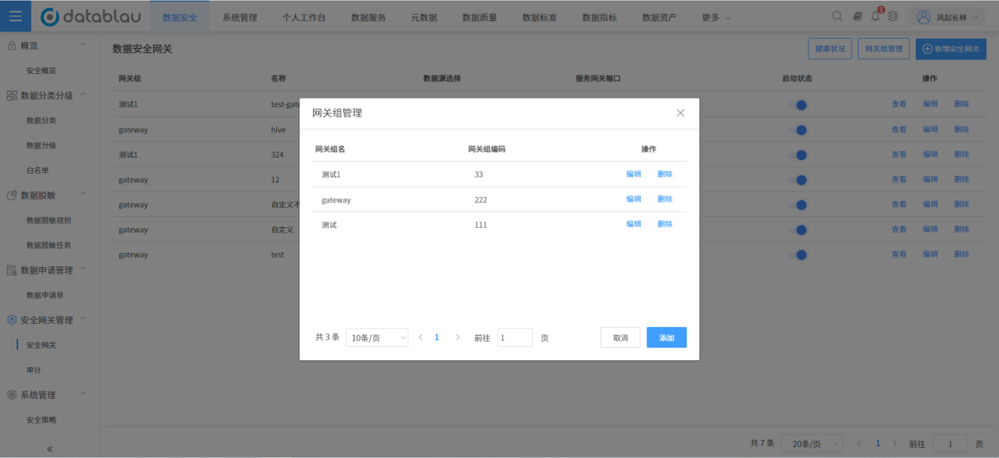 datablau 数据安全 系统管理 个人工作台 数据服务 元数据 数据质量 数据标准 数据指标 数据资产 更多 1 风起长林
概览
安全概览
数据分类分级
数据分类
数据分级
白名单
数据脱敏
数据脱敏规则
数据脱敏任务
数据申请管理
数据申请单
安全网关管理
安全网关
审计
系统管理
安全策略
«
数据安全网关 健康状况 网关组管理 新增安全网关
网关组 名称 数据源选择 服务网关端口 启动状态 操作
测试1 test-gate 查看 编辑 删除
gateway hive 查看 编辑 删除
测试1 324 查看 编辑 删除
gateway 12 查看 编辑 删除
gateway 自定义不 查看 编辑 删除
gateway 自定义 查看 编辑 删除
gateway test 查看 编辑 删除
网关组管理
网关组名 网关组编码 操作
测试1 33 编辑 删除
gateway 222 编辑 删除
测试 111 编辑 删除
共 3 条 10条/页 < 1 > 前往 1 页 取消 添加
共 7 条 20条/页 < 1 > 前往 1 页